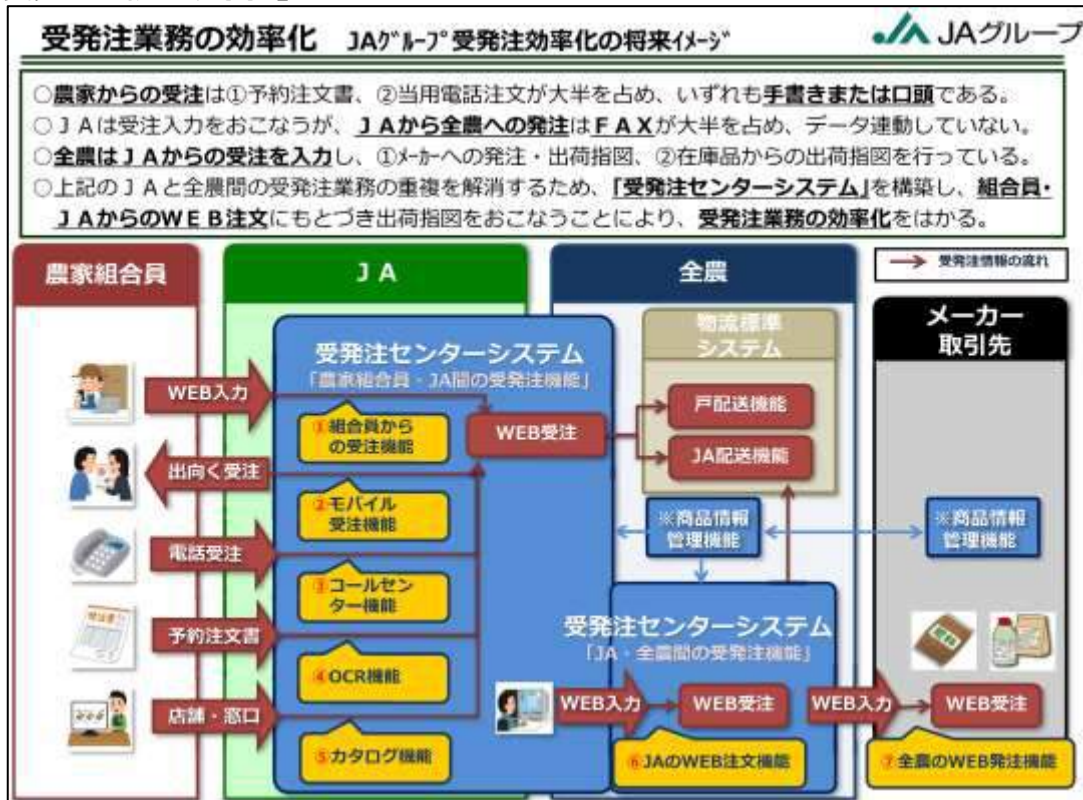 受発注業務の効率化 JAｸﾞﾙｰﾌﾟ受発注効率化の将来ｲﾒｰｼﾞ
JAグループ
○農家からの受注は①予約注文書、②当用電話注文が大半を占め、いずれも手書きまたは口頭である。
○ＪＡは受注入力をおこなうが、ＪＡから全農への発注はＦＡＸが大半を占め、データ連動していない。
○全農はＪＡからの受注を入力し、①ﾒｰｶｰへの発注・出荷指図、②在庫品からの出荷指図を行っている。
○上記のＪＡと全農間の受発注業務の重複を解消するため、「受発注センターシステム」を構築し、組合員・
ＪＡからのＷＥＢ注文にもとづき出荷指図をおこなうことにより、受発注業務の効率化をはかる。
農家組合員
ＪＡ
全農
受発注情報の流れ
メーカー
取引先
受発注センターシステム
「農家組合員・JA間の受発注機能」
物流標準
システム
WEB入力
①組合員から
の受注機能
WEB受注
戸配送機能
JA配送機能
出向く受注
②モバイル
受注機能
※商品情報
管理機能
※商品情報
管理機能
電話受注
③コールセン
ター機能
予約注文書
④OCR機能
受発注センターシステム
「JA・全農間の受発注機能」
店舗・窓口
⑤カタログ機能
WEB入力
WEB受注
⑥JAのWEB注文機能
WEB入力
WEB受注
⑦全農のWEB発注機能